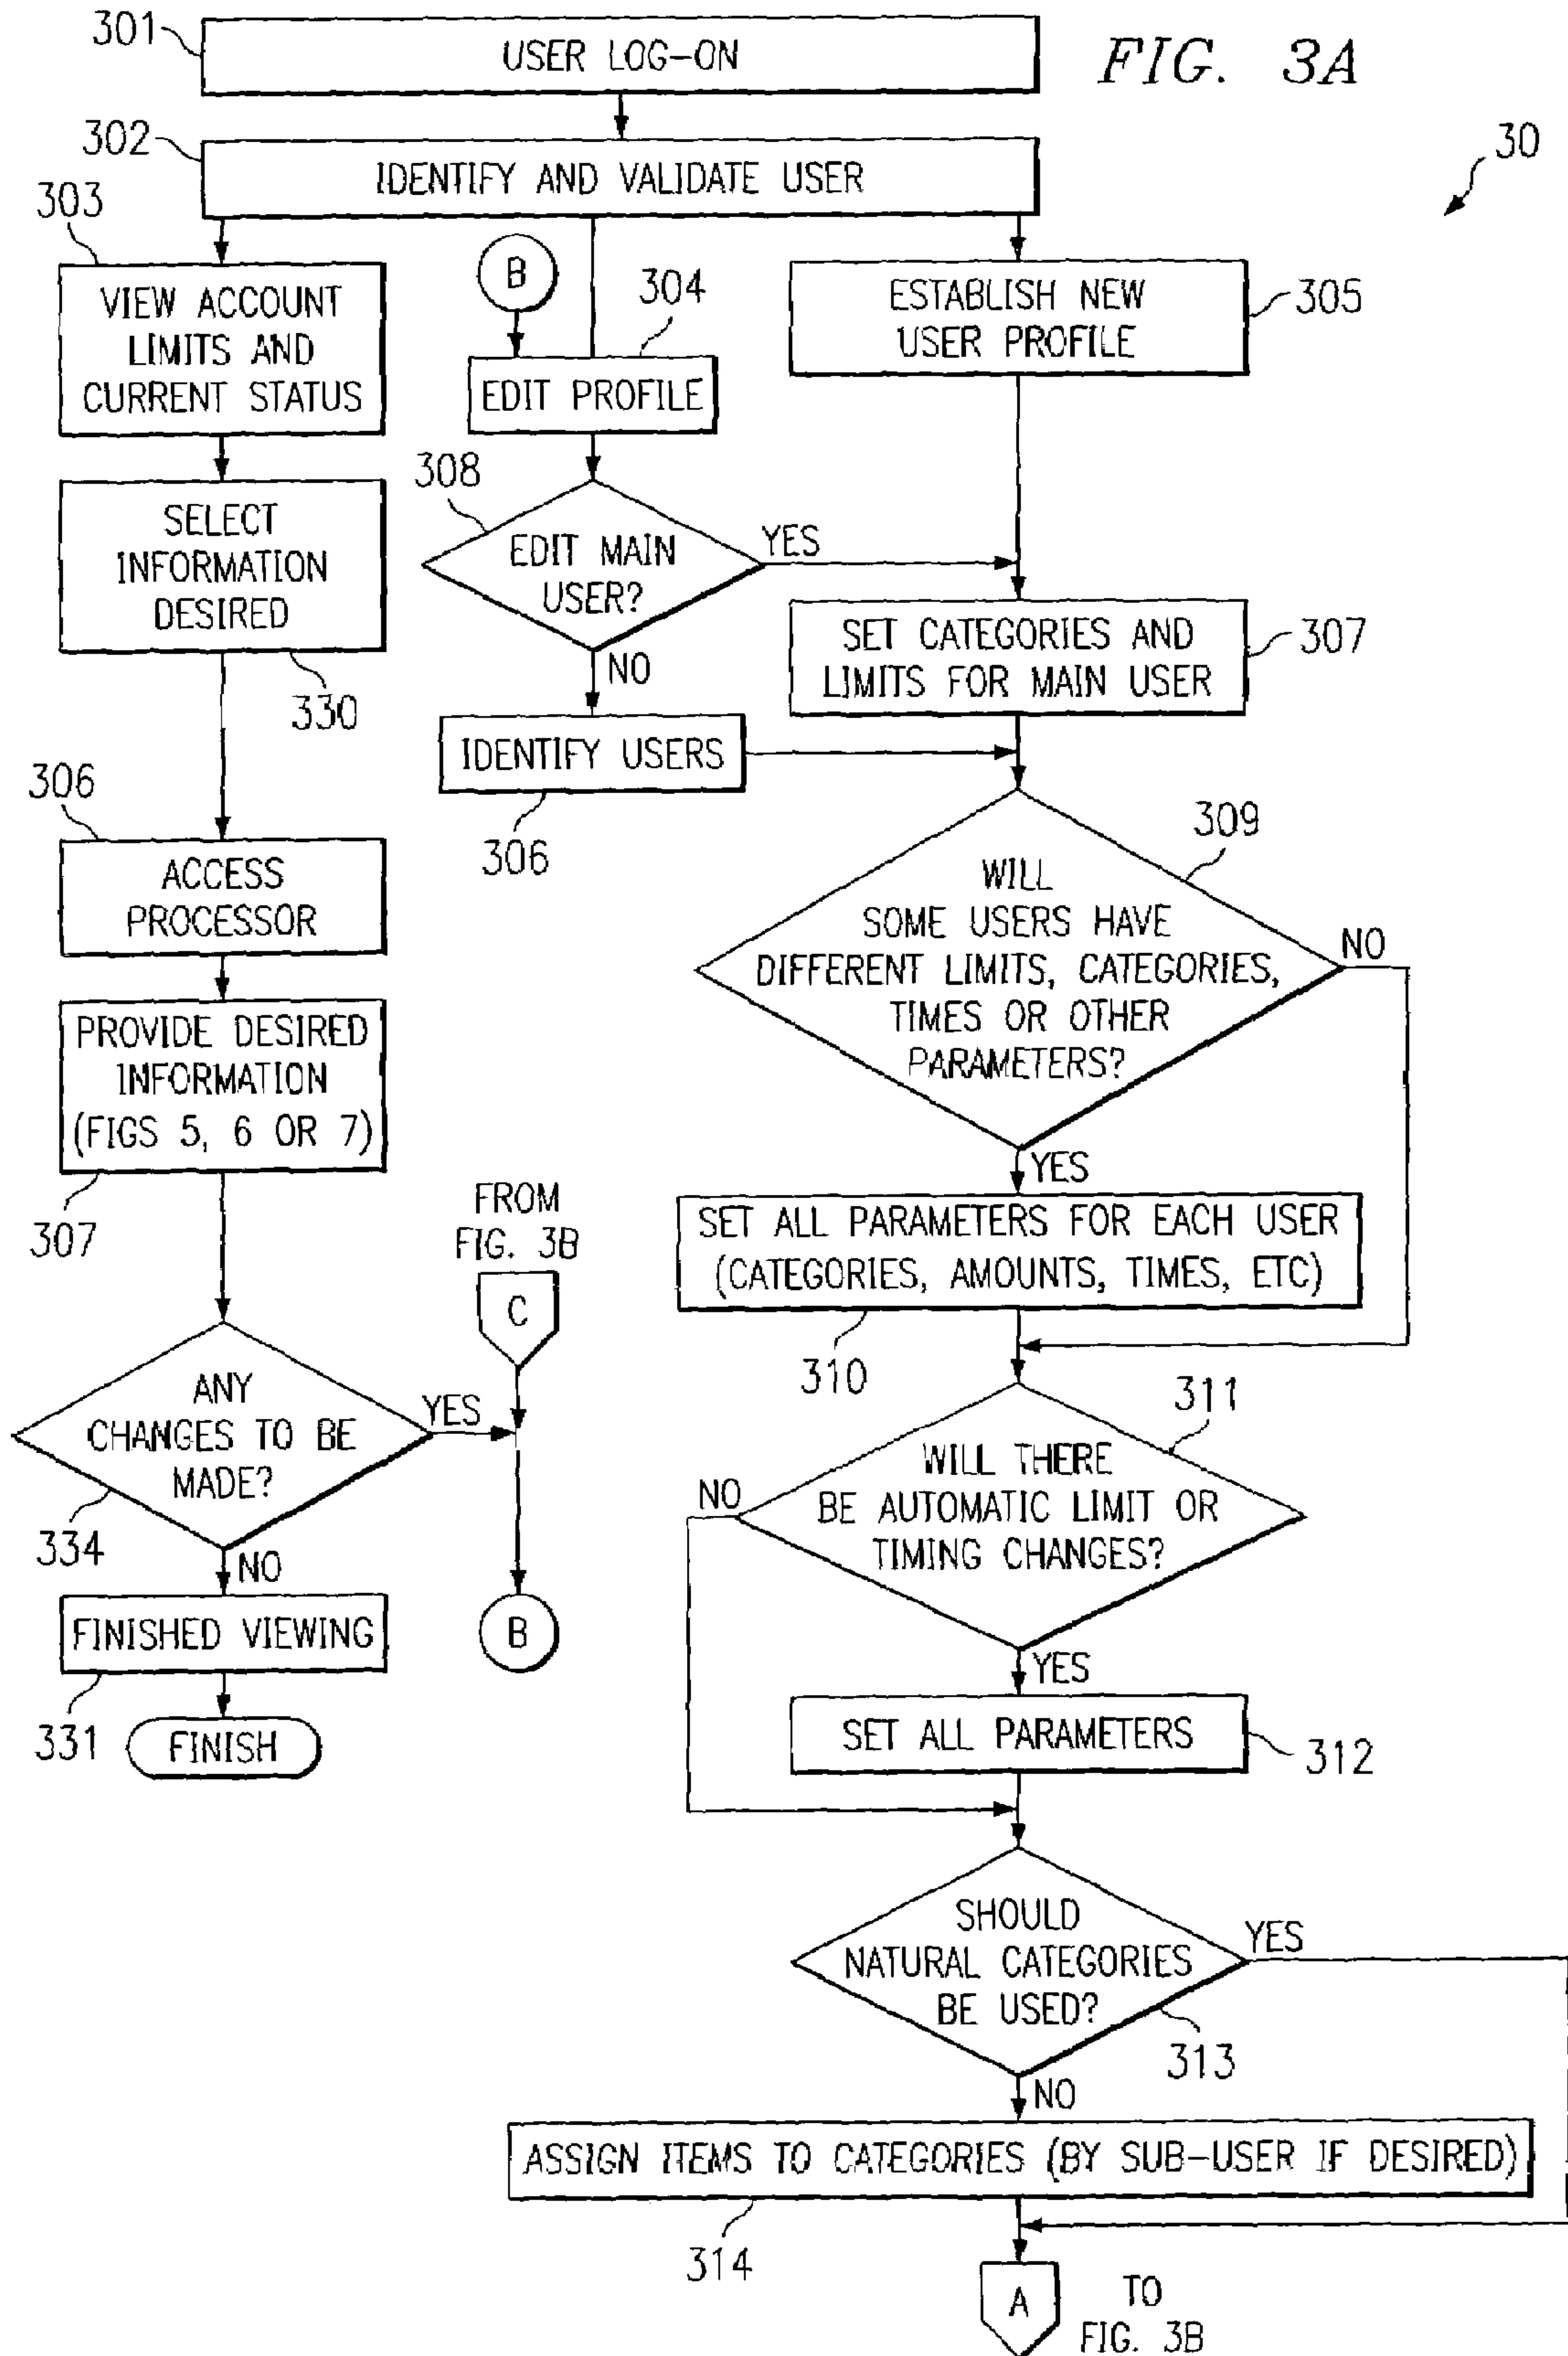 FIG. 3A
30
301
USER LOG-ON
302
IDENTIFY AND VALIDATE USER
303
VIEW ACCOUNT
LIMITS AND
CURRENT STATUS
SELECT
INFORMATION
DESIRED
330
306
ACCESS
PROCESSOR
PROVIDE DESIRED
INFORMATION
(FIGS 5, 6 OR 7)
307
ANY
CHANGES TO BE
MADE?
334
YES
NO
FINISHED VIEWING
331
FINISH
B
304
EDIT PROFILE
308
EDIT MAIN
USER?
YES
NO
IDENTIFY USERS
306
FROM
FIG. 3B
C
B
ESTABLISH NEW
USER PROFILE
305
SET CATEGORIES AND
LIMITS FOR MAIN USER
307
309
WILL
SOME USERS HAVE
DIFFERENT LIMITS, CATEGORIES,
TIMES OR OTHER
PARAMETERS?
NO
YES
SET ALL PARAMETERS FOR EACH USER
(CATEGORIES, AMOUNTS, TIMES, ETC)
310
311
WILL THERE
BE AUTOMATIC LIMIT OR
TIMING CHANGES?
NO
YES
SET ALL PARAMETERS
312
SHOULD
NATURAL CATEGORIES
BE USED?
YES
313
NO
ASSIGN ITEMS TO CATEGORIES (BY SUB-USER IF DESIRED)
314
A
TO
FIG. 3B